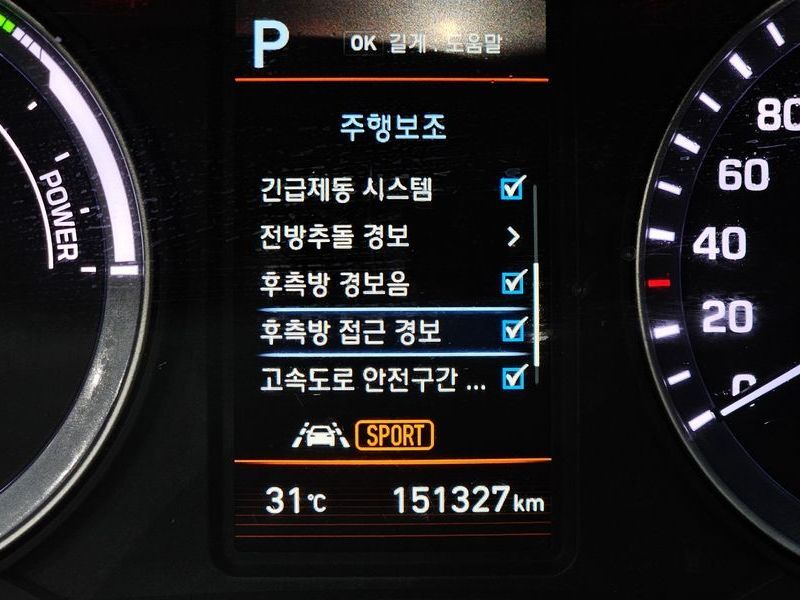 P
OK 길게 : 도움말
주행보조
긴급제동 시스템
전방추돌 경보
후측방 경보음
후측방 접근 경보
고속도로 안전구간 ...
SPORT
31℃ 151327km
POWER
80
60
40
20
0